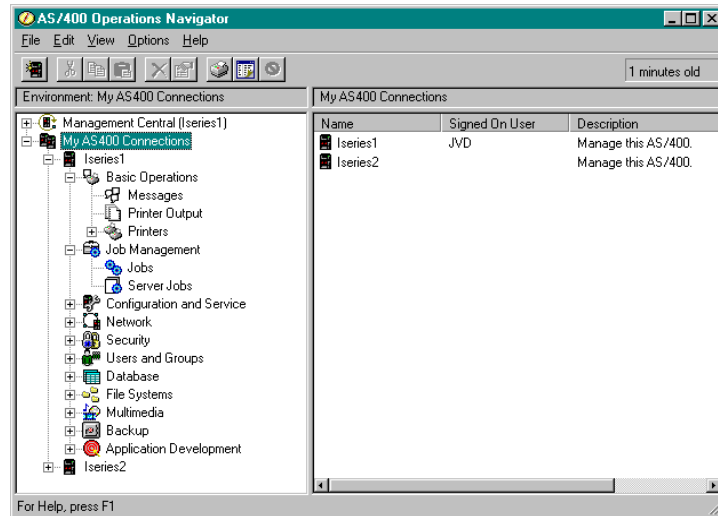 AS/400 Operations Navigator
File Edit View Options Help
1 minutes old
Environment: My AS400 Connections
My AS400 Connections
Management Central (Iseries1)
My AS400 Connections
Iseries1
Basic Operations
Messages
Printer Output
Printers
Job Management
Jobs
Server Jobs
Configuration and Service
Network
Security
Users and Groups
Database
File Systems
Multimedia
Backup
Application Development
Iseries2
Name Signed On User Description
Iseries1 JVD Manage this AS/400.
Iseries2 Manage this AS/400.
For Help, press F1